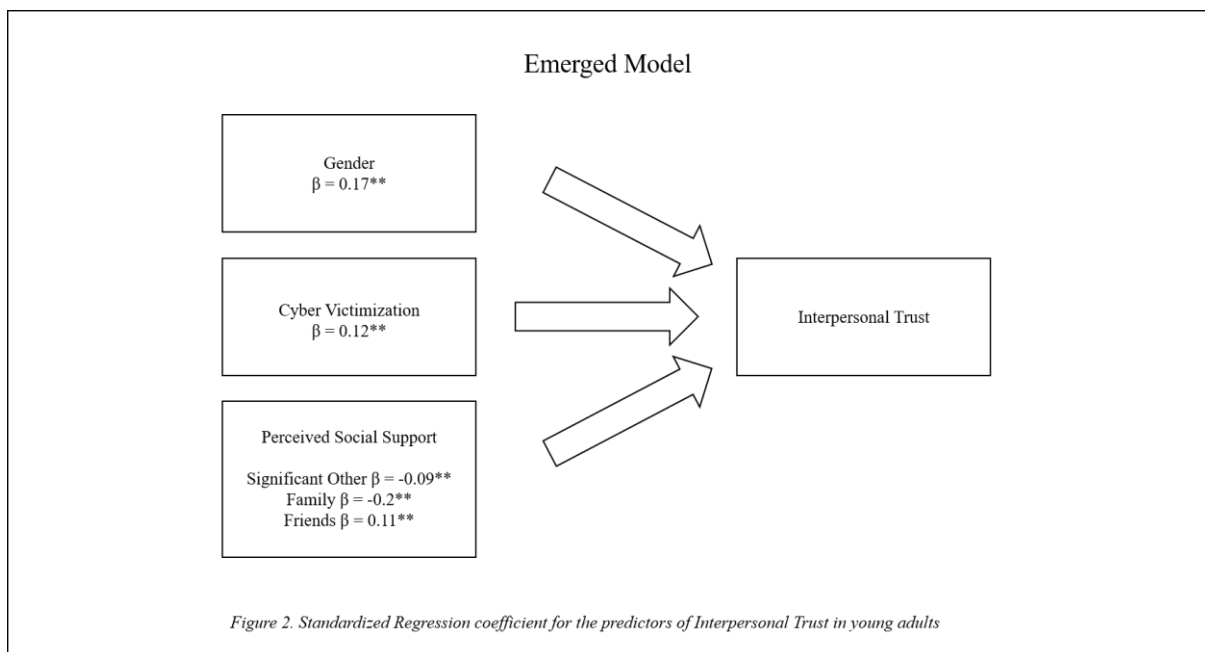 Emerged Model
Gender
β = 0.17**
Cyber Victimization
β = 0.12**
Perceived Social Support
Significant Other β = -0.09**
Family β = -0.2**
Friends β = 0.11**
Interpersonal Trust
Figure 2. Standardized Regression coefficient for the predictors of Interpersonal Trust in young adults